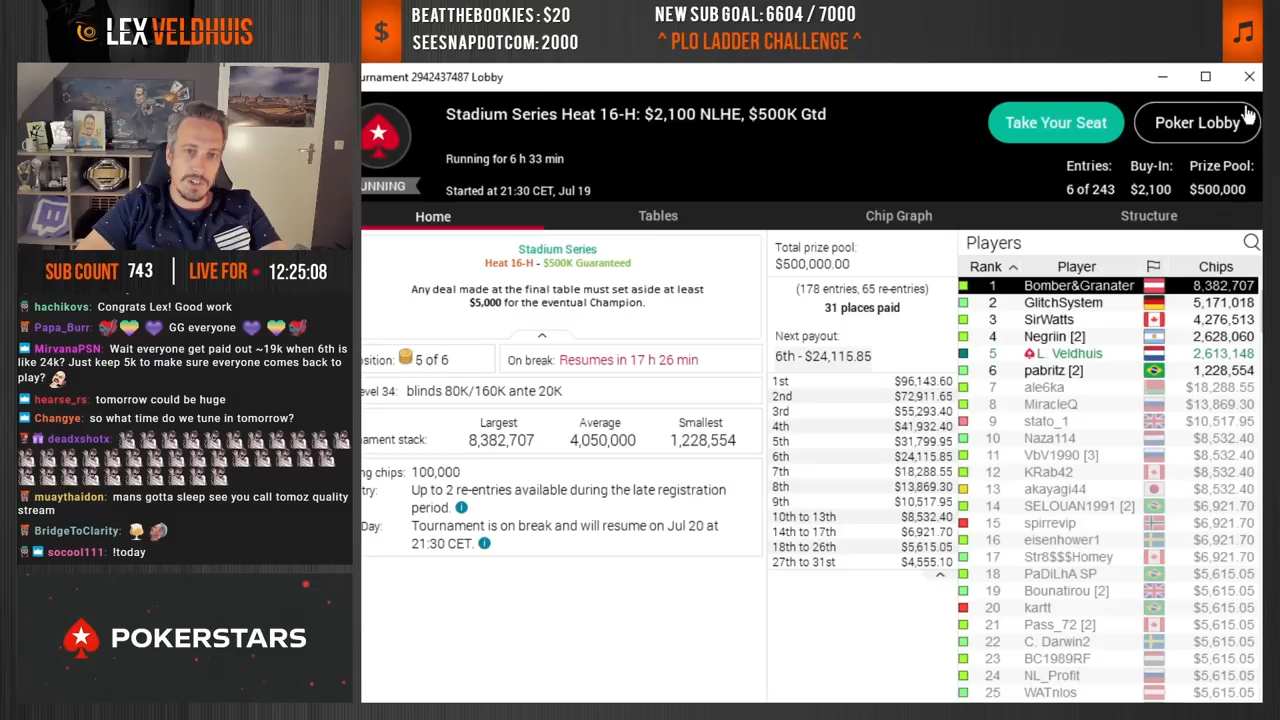 LEX VELDHUIS
$
BEATTHEBOOKIES : $20
SEESNAPDOTCOM: 2000
NEW SUB GOAL: 6604 / 7000
^ PLO LADDER CHALLENGE ^
urnament 2942437487 Lobby
Stadium Series Heat 16-H: $2,100 NLHE, $500K Gtd
Take Your Seat
Poker Lobby
Running for 6 h 33 min
Entries: Buy-In: Prize Pool:
UNNING
Started at 21:30 CET, Jul 19
6 of 243 $2,100 $500,000
Home Tables Chip Graph Structure
Stadium Series
Heat 16-H - $500K Guaranteed
Any deal made at the final table must set aside at least
$5,000 for the eventual Champion.
osition: 5 of 6
On break: Resumes in 17 h 26 min
evel 34: blinds 80K/160K ante 20K
Largest Average Smallest
nament stack: 8,382,707 4,050,000 1,228,554
ng chips: 100,000
ntry: Up to 2 re-entries available during the late registration
period.
Day: Tournament is on break and will resume on Jul 20 at
21:30 CET.
Total prize pool:
$500,000.00
(178 entries, 65 re-entries)
31 places paid
Next payout:
6th - $24,115.85
1st $96,143.60
2nd $72,911.65
3rd $55,293.40
4th $41,932.40
5th $31,799.95
6th $24,115.85
7th $18,288.55
8th $13,869.30
9th $10,517.95
10th to 13th $8,532.40
14th to 17th $6,921.70
18th to 26th $5,615.05
27th to 31st $4,555.10
Players
Rank Player Chips
1 Bomber&Granater 8,382,707
2 GlitchSystem 5,171,018
3 SirWatts 4,276,513
4 Negriin [2] 2,628,060
5 L. Veldhuis 2,613,148
6 pabritz [2] 1,228,554
7 ale6ka $18,288.55
8 MiracleQ $13,869.30
9 stato_1 $10,517.95
10 Naza114 $8,532.40
11 VbV1990 [3] $8,532.40
12 KRab42 $8,532.40
13 akayagi44 $8,532.40
14 SELOUAN1991 [2] $6,921.70
15 spirrevip $6,921.70
16 eisenhower1 $6,921.70
17 Str8$$$Homey $6,921.70
18 PaDiLhA SP $5,615.05
19 Bounatirou [2] $5,615.05
20 kartt $5,615.05
21 Pass_72 [2] $5,615.05
22 C. Darwin2 $5,615.05
23 BC1989RF $5,615.05
24 NL_Profit $5,615.05
25 WATnlos $5,615.05
SUB COUNT 743 | LIVE FOR 12:25:08
hachikovs: Congrats Lex! Good work
Papa_Burr: GG everyone
MirvanaPSN: Wait everyone get paid out ~19k when 6th is
like 24k? Just keep 5k to make sure everyone comes back to
play?
hearse_rs: tomorrow could be huge
Changye: so what time do we tune in tomorrow?
deadxshotx:
muaythaidon: mans gotta sleep see you call tomoz quality
stream
BridgeToClarity:
socool111: !today
POKERSTARS